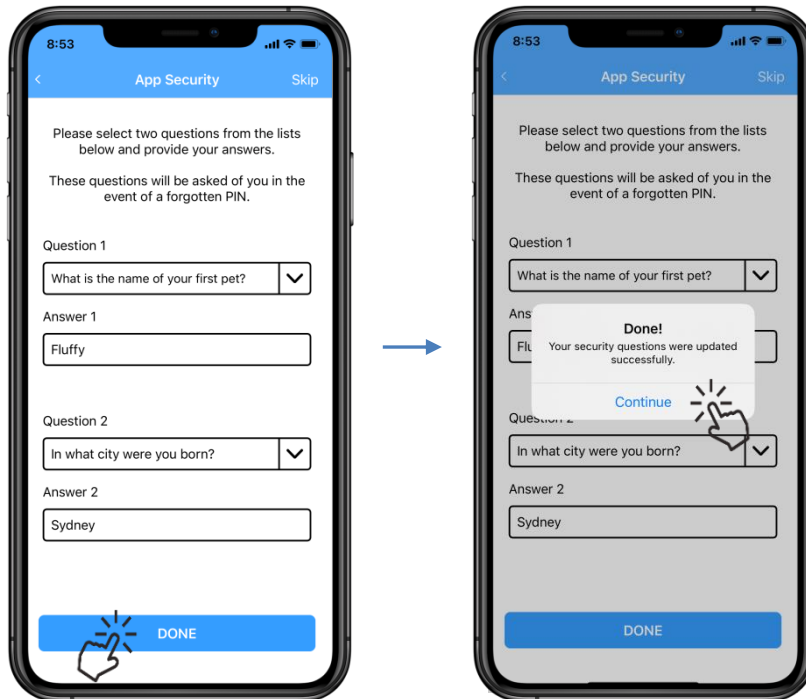 8:53
App Security
Skip
Please select two questions from the lists
below and provide your answers.
These questions will be asked of you in the
event of a forgotten PIN.
Question 1
What is the name of your first pet?
Answer 1
Fluffy
Question 2
In what city were you born?
Answer 2
Sydney
DONE
8:53
App Security
Skip
Please select two questions from the lists
below and provide your answers.
These questions will be asked of you in the
event of a forgotten PIN.
Question 1
What is the name of your first pet?
Ans
Flu
Done!
Your security questions were updated
successfully.
Continue
Question 2
In what city were you born?
Answer 2
Sydney
DONE